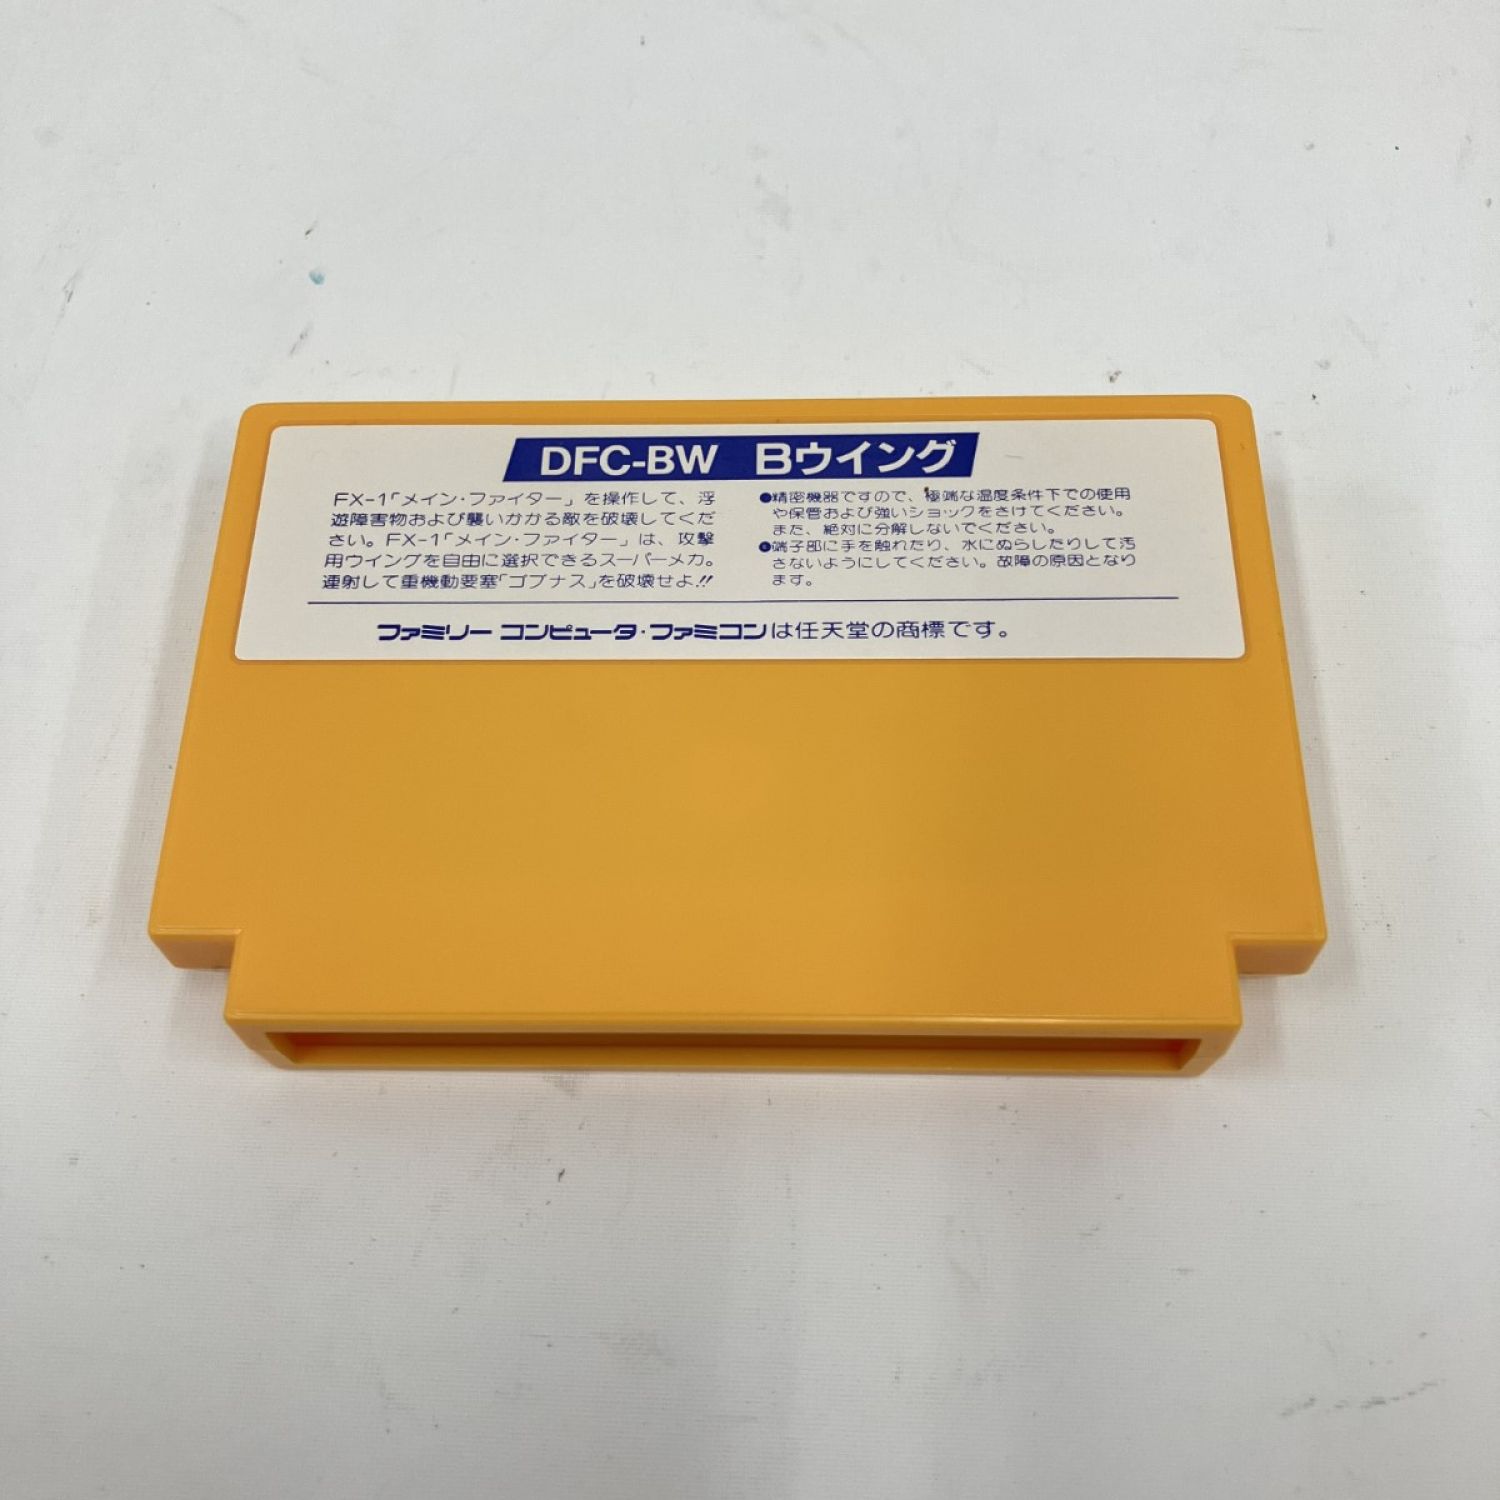 DFC-BW Bウイング
FX-1「メイン・ファイター」を操作して、浮
遊障害物および襲いかかる敵を破壊してくだ
さい。FX-1「メイン・ファイター」は、攻撃
用ウイングを自由に選択できるスーパーメカ。
連射して重機動要塞「ゴブナス」を破壊せよ!!
●精密機器ですので、極端な温度条件下での使用
や保管および強いショックをさけてください。
また、絶対に分解しないでください。
●端子部に手を触れたり、水にぬらしたりして汚
さないようにしてください。故障の原因となり
ます。
ファミリー コンピュータ・ファミコンは任天堂の商標です。